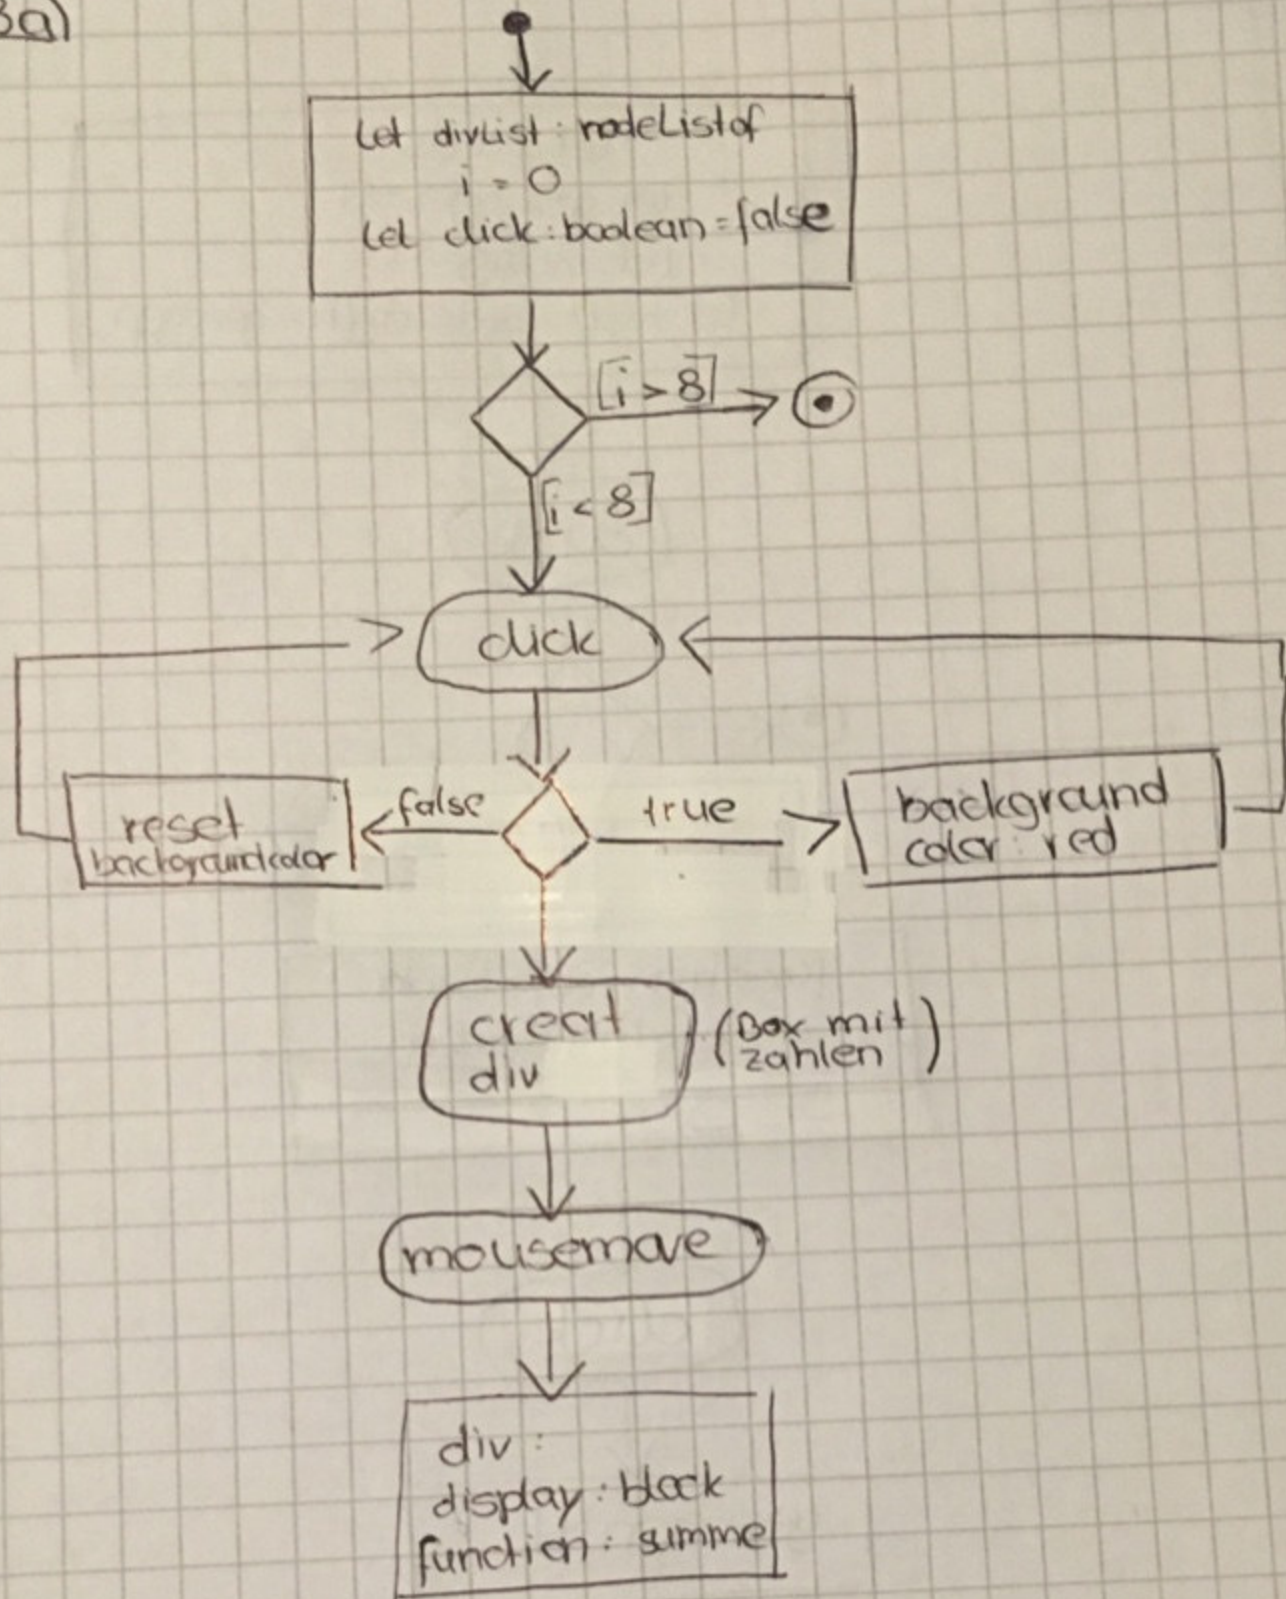 3a)
Let divList : nodeListof
i = 0
Let click : boolean = false
[i > 8]
[i < 8]
click
false
true
reset
backgroundcolor
background
color: red
creat
div
(Box mit
zahlen)
mousemove
div :
display : block
function : summe